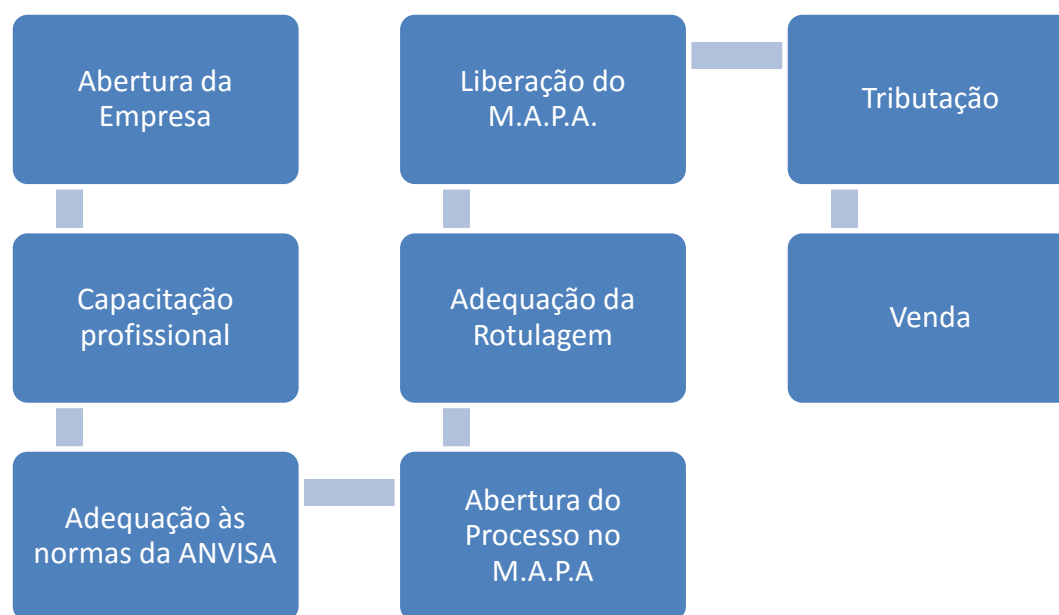 Abertura da
Empresa
Capacitação
profissional
Adequação às
normas da ANVISA
Abertura do
Processo no
M.A.P.A
Adequação da
Rotulagem
Liberação do
M.A.P.A.
Tributação
Venda